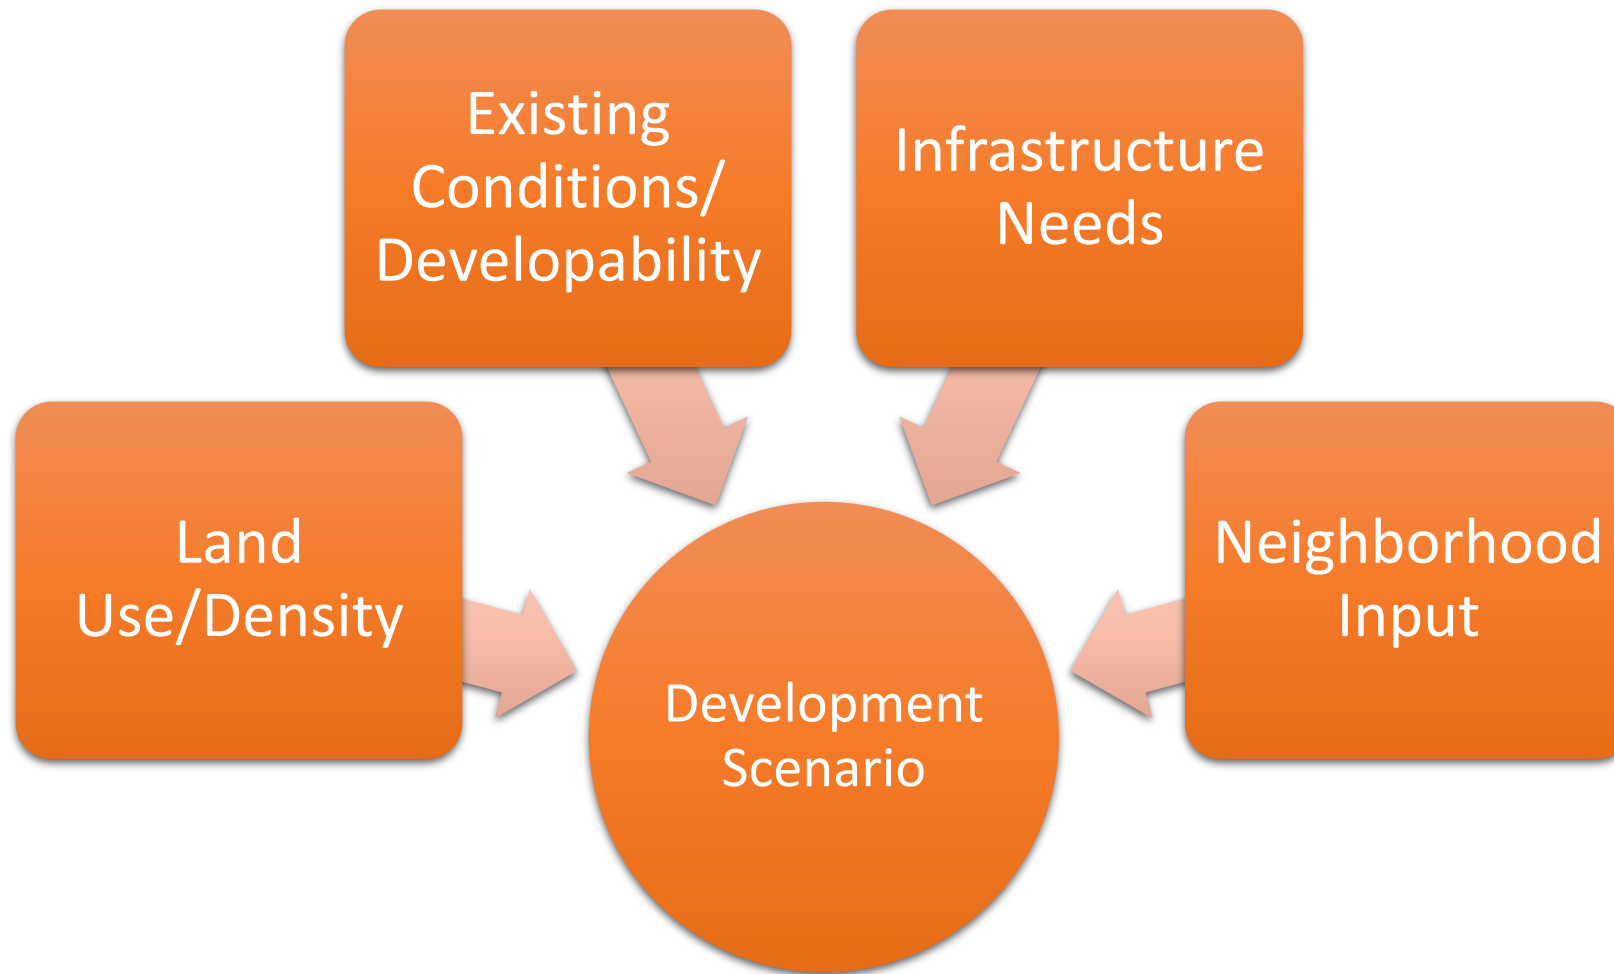 Existing
Conditions/
Developability
Infrastructure
Needs
Land
Use/Density
Neighborhood
Input
Development
Scenario